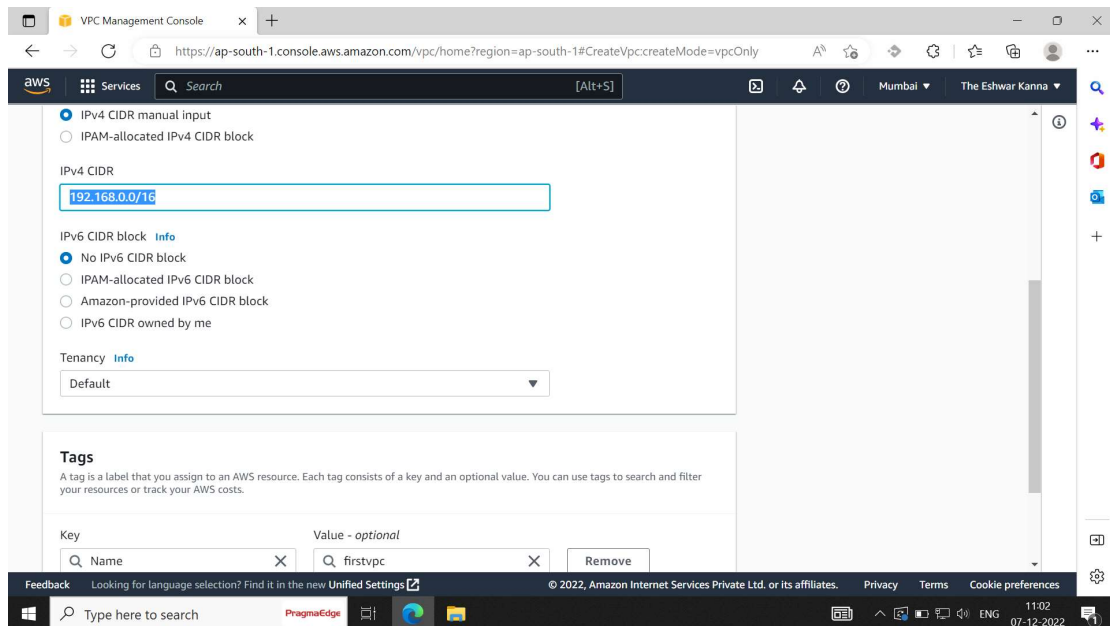 VPC Management Console
https://ap-south-1.console.aws.amazon.com/vpc/home?region=ap-south-1#CreateVpc:createMode=vpcOnly
aws Services Search [Alt+S] Mumbai The Eshwar Kanna
IPv4 CIDR manual input
IPAM-allocated IPv4 CIDR block
IPv4 CIDR
192.168.0.0/16
IPv6 CIDR block Info
No IPv6 CIDR block
IPAM-allocated IPv6 CIDR block
Amazon-provided IPv6 CIDR block
IPv6 CIDR owned by me
Tenancy Info
Default
Tags
A tag is a label that you assign to an AWS resource. Each tag consists of a key and an optional value. You can use tags to search and filter
your resources or track your AWS costs.
Key Value - optional
Name firstvpc Remove
Feedback Looking for language selection? Find it in the new Unified Settings © 2022, Amazon Internet Services Private Ltd. or its affiliates. Privacy Terms Cookie preferences
Type here to search PragmaEdge ENG 11:02
07-12-2022